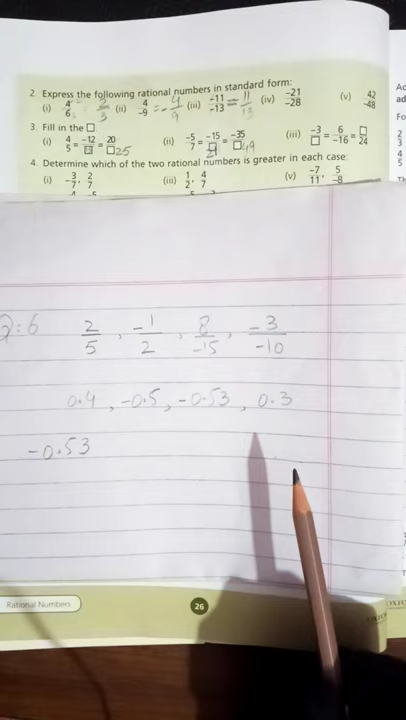 2. Express the following rational numbers in standard form:
(i) 4/6 = 2/3 (ii) 4/-9 = -4/9 (iii) -11/-13 = 11/13 (iv) -21/-28 (v) 42/-48
3. Fill in the □.
(i) 4/5 = -12/□ = 20/□ 25 (ii) -5/7 = -15/□ 21 = -35/□ 49 (iii) -3/□ = 6/-16 = □/24
4. Determine which of the two rational numbers is greater in each case:
(i) -3/7, 2/7 (iii) 1/2, 4/7 (v) -7/11, 5/-8
Q:6 2/5, -1/2, 8/-15, -3/-10
0.4, -0.5, -0.53, 0.3
-0.53
Rational Numbers
26